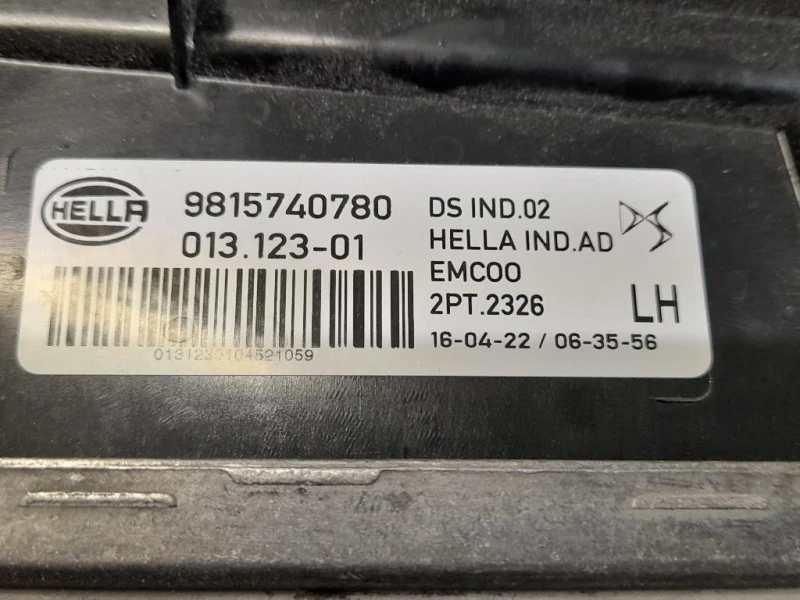 HELLA
9815740780
013.123-01
DS IND.02
HELLA IND.AD
EMC00
2PT.2326
LH
16-04-22 / 06-35-56